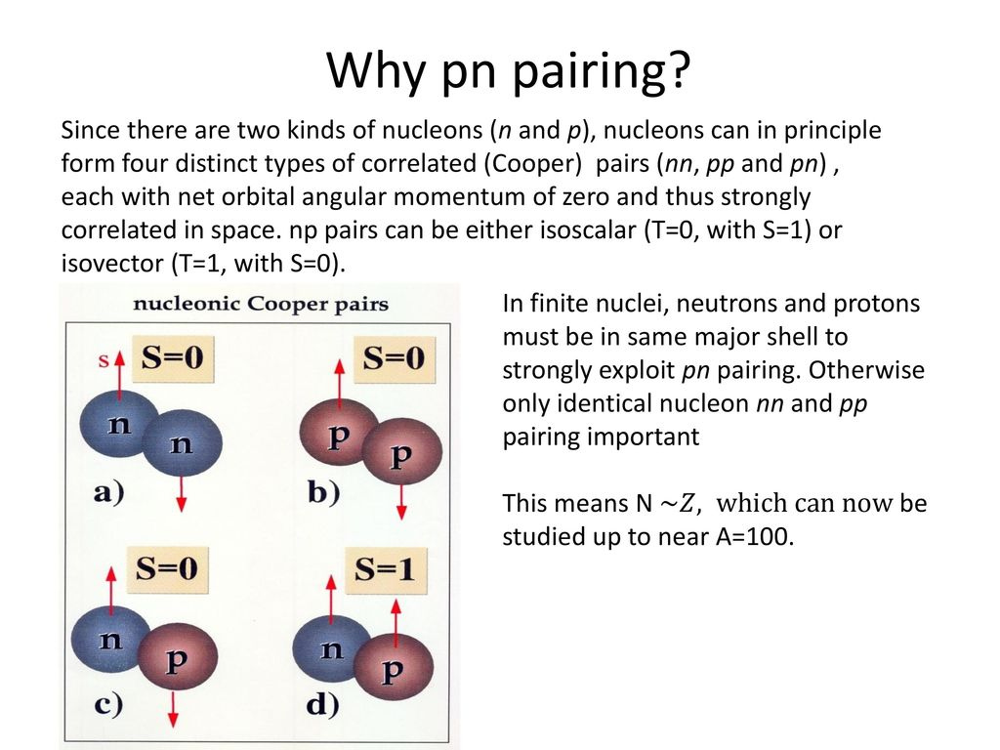 Why pn pairing?
Since there are two kinds of nucleons (n and p), nucleons can in principle
form four distinct types of correlated (Cooper)  pairs (nn, pp and pn) ,
each with net orbital angular momentum of zero and thus strongly
correlated in space. np pairs can be either isoscalar (T=0, with S=1) or
isovector (T=1, with S=0).
nucleonic Cooper pairs
s S=0
n n
a)
S=0
p p
b)
S=0
n p
c)
S=1
n p
d)
In finite nuclei, neutrons and protons
must be in same major shell to
strongly exploit pn pairing. Otherwise
only identical nucleon nn and pp
pairing important
This means N ~Z,  which can now be
studied up to near A=100.